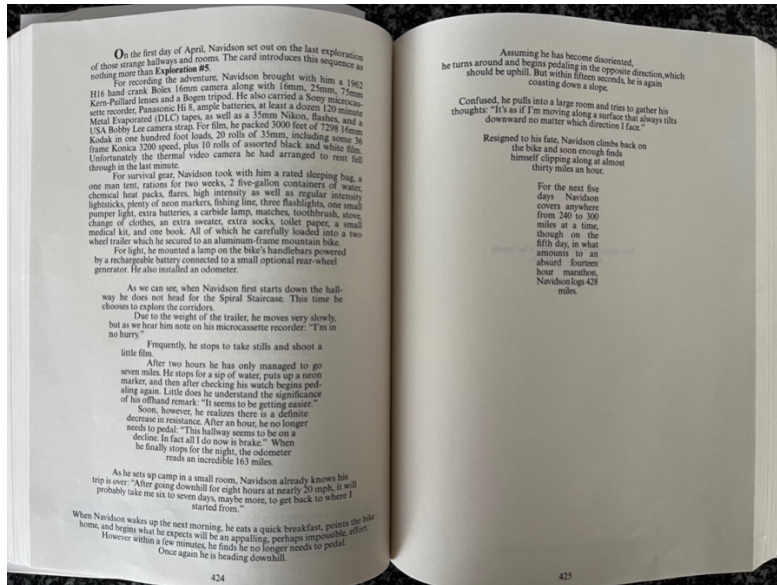 On the first day of April, Navidson set out on the last exploration
of those strange hallways and rooms. The card introduces this sequence as
nothing more than Exploration #5.
For recording the adventure, Navidson brought with him a 1962
H16 hand crank Bolex 16mm camera along with 16mm, 25mm, 75mm
Kern-Paillard lenses and a Bogen tripod. He also carried a Sony microcas-
sette recorder, Panasonic Hi 8, ample batteries, at least a dozen 120 minute
Metal Evaporated (DLC) tapes, as well as a 35mm Nikon, flashes, and a
USA Bobby Lee camera strap. For film, he packed 3000 feet of 7298 16mm
Kodak in one hundred foot loads, 20 rolls of 35mm, including some 36
frame Konica 3200 speed, plus 10 rolls of assorted black and white film.
Unfortunately the thermal video camera he had arranged to rent fell
through in the last minute.
For survival gear, Navidson took with him a rated sleeping bag, a
one man tent, rations for two weeks, 2 five-gallon containers of water,
chemical heat packs, flares, high intensity as well as regular intensity
lightsticks, plenty of neon markers, fishing line, three flashlights, one small
pumper light, extra batteries, a carbide lamp, matches, toothbrush, stove,
change of clothes, an extra sweater, extra socks, toilet paper, a small
medical kit, and one book. All of which he carefully loaded into a two
wheel trailer which he secured to an aluminum-frame mountain bike.
For light, he mounted a lamp on the bike's handlebars powered
by a rechargeable battery connected to a small optional rear-wheel
generator. He also installed an odometer.
As we can see, when Navidson first starts down the hall-
way he does not head for the Spiral Staircase. This time he
chooses to explore the corridors.
Due to the weight of the trailer, he moves very slowly,
but as we hear him note on his microcassette recorder: "I'm in
no hurry."
Frequently, he stops to take stills and shoot a
little film.
After two hours he has only managed to go
seven miles. He stops for a sip of water, puts up a neon
marker, and then after checking his watch begins ped-
aling again. Little does he understand the significance
of his offhand remark: "It seems to be getting easier."
Soon, however, he realizes there is a definite
decrease in resistance. After an hour, he no longer
needs to pedal: "This hallway seems to be on a
decline. In fact all I do now is brake." When
he finally stops for the night, the odometer
reads an incredible 163 miles.
As he sets up camp in a small room, Navidson already knows his
trip is over: "After going downhill for eight hours at nearly 20 mph, it will
probably take me six to seven days, maybe more, to get back to where I
started from."
When Navidson wakes up the next morning, he eats a quick breakfast, points the bike
home, and begins what he expects will be an appalling, perhaps impossible, effort.
However within a few minutes, he finds he no longer needs to pedal.
Once again he is heading downhill.
424
Assuming he has become disoriented,
he turns around and begins pedaling in the opposite direction,which
should be uphill. But within fifteen seconds, he is again
coasting down a slope.
Confused, he pulls into a large room and tries to gather his
thoughts: "It's as if I'm moving along a surface that always tilts
downward no matter which direction I face."
Resigned to his fate, Navidson climbs back on
the bike and soon enough finds
himself clipping along at almost
thirty miles an hour.
For the next five
days Navidson
covers anywhere
from 240 to 300
miles at a time,
though on the
fifth day, in what
amounts to an
absurd fourteen
hour marathon,
Navidson logs 428
miles.
425